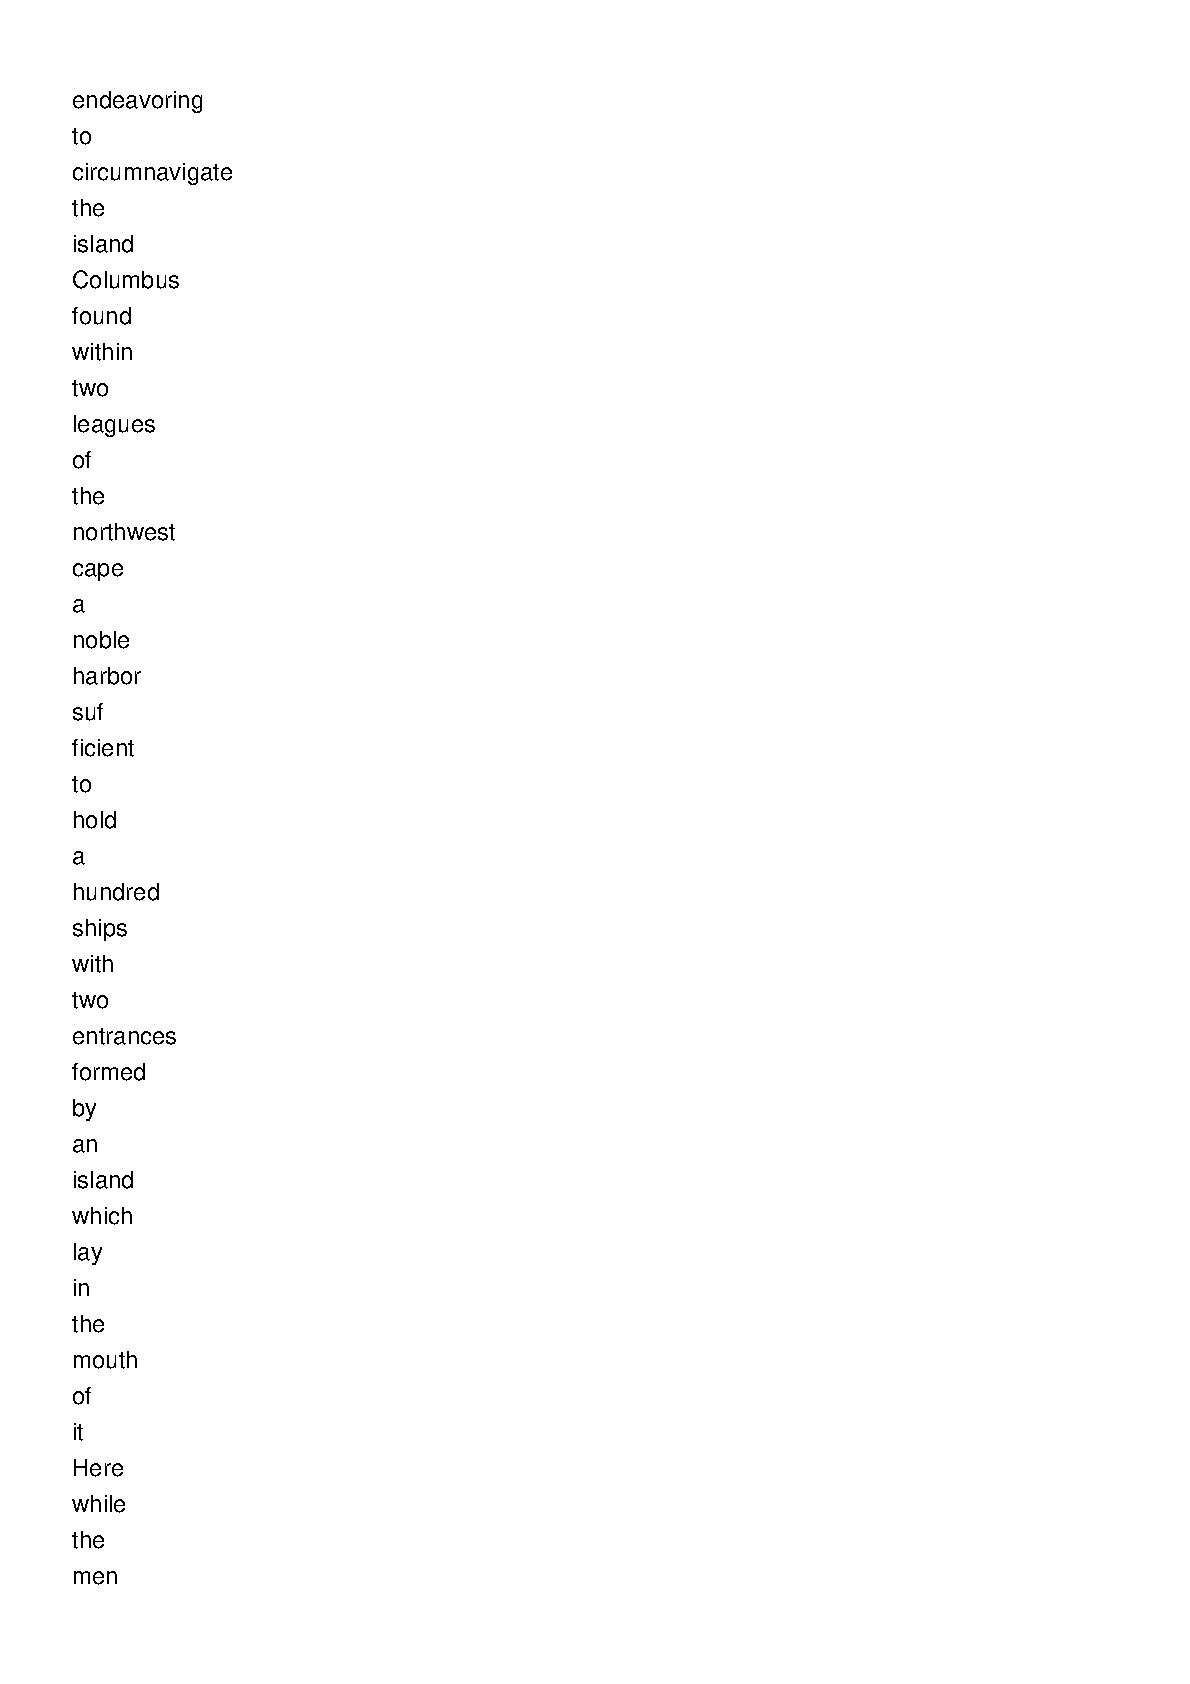 endeavoring
to
circumnavigate
the
island
Columbus
found
within
two
leagues
of
the
northwest
cape
a
noble
harbor
suf
ficient
to
hold
a
hundred
ships
with
two
entrances
formed
by
an
island
which
lay
in
the
mouth
of
it
Here
while
the
men